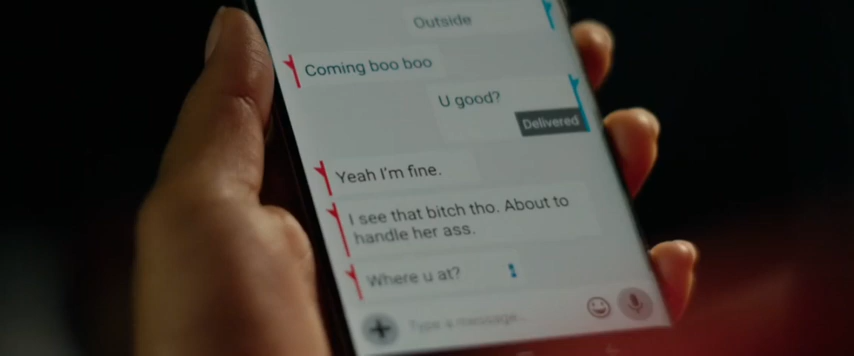 Outside
Coming boo boo
U good?
Delivered
Yeah I'm fine.
I see that bitch tho. About to
handle her ass.
Where u at?
Type a message...